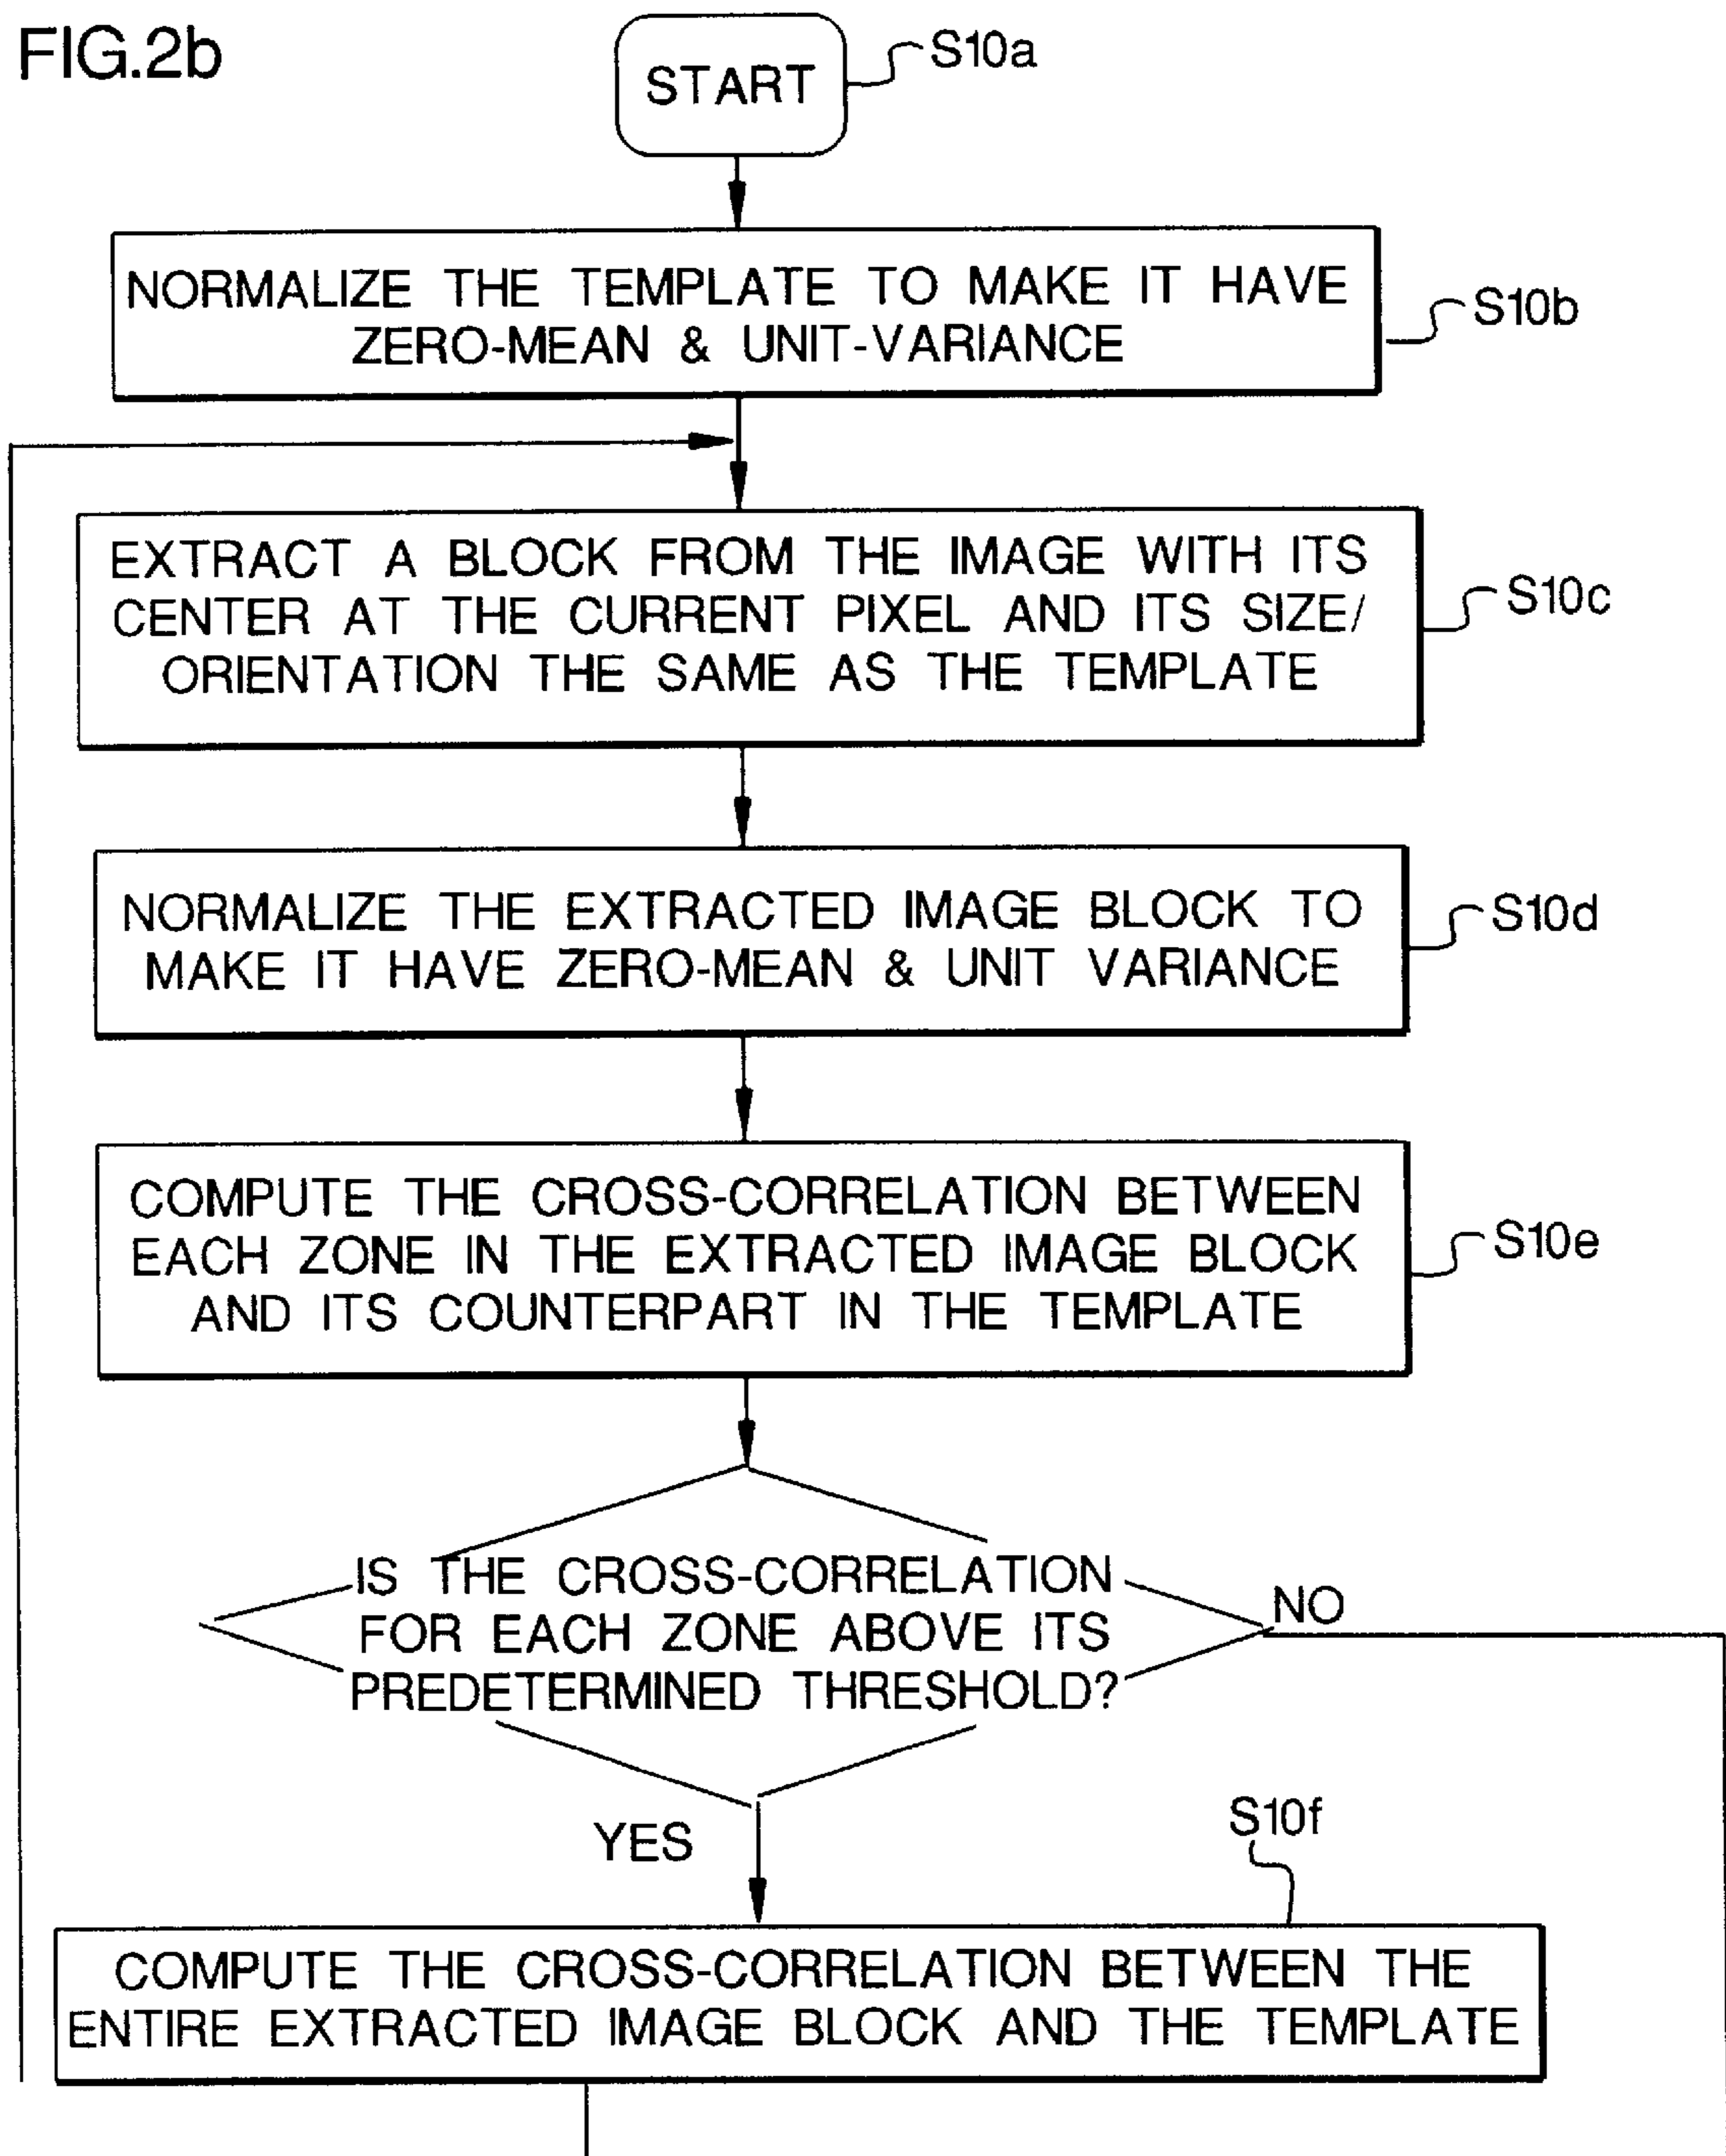 FIG.2b
START
S10a
NORMALIZE THE TEMPLATE TO MAKE IT HAVE
ZERO-MEAN & UNIT-VARIANCE
S10b
EXTRACT A BLOCK FROM THE IMAGE WITH ITS
CENTER AT THE CURRENT PIXEL AND ITS SIZE/
ORIENTATION THE SAME AS THE TEMPLATE
S10c
NORMALIZE THE EXTRACTED IMAGE BLOCK TO
MAKE IT HAVE ZERO-MEAN & UNIT VARIANCE
S10d
COMPUTE THE CROSS-CORRELATION BETWEEN
EACH ZONE IN THE EXTRACTED IMAGE BLOCK
AND ITS COUNTERPART IN THE TEMPLATE
S10e
IS THE CROSS-CORRELATION
FOR EACH ZONE ABOVE ITS
PREDETERMINED THRESHOLD?
NO
YES
S10f
COMPUTE THE CROSS-CORRELATION BETWEEN THE
ENTIRE EXTRACTED IMAGE BLOCK AND THE TEMPLATE